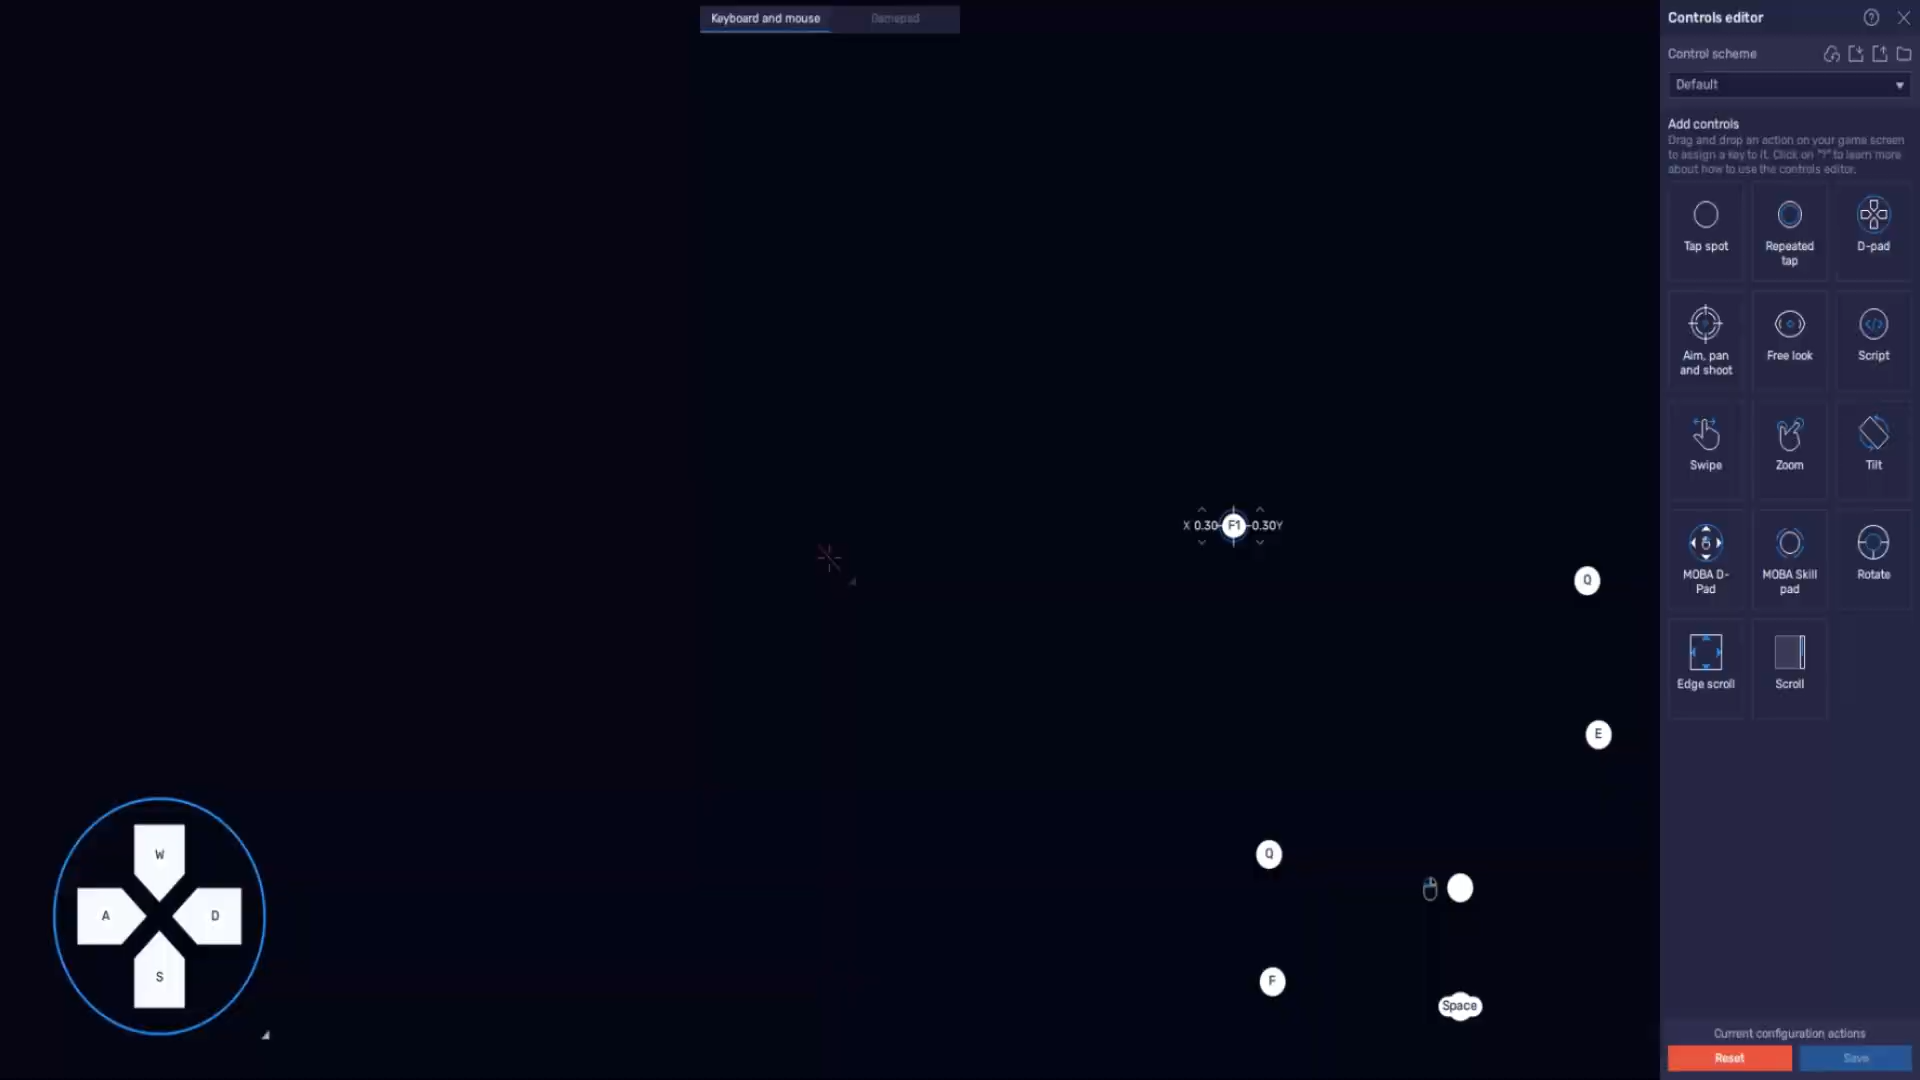 Keyboard and mouse
Gamepad
Controls editor
Control scheme
Default
Add controls
Drag and drop an action on your game screen
to assign a key to it. Click on "?" to learn more
about how to use the controls editor.
Tap spot
Repeated
tap
D-pad
Aim, pan
and shoot
Free look
Script
Swipe
Zoom
Tilt
MOBA D-
Pad
MOBA Skill
pad
Rotate
Edge scroll
Scroll
X 0.30 F1 0.30Y
Q
E
Q
F
Space
W
A
D
S
Current configuration actions
Reset
Save